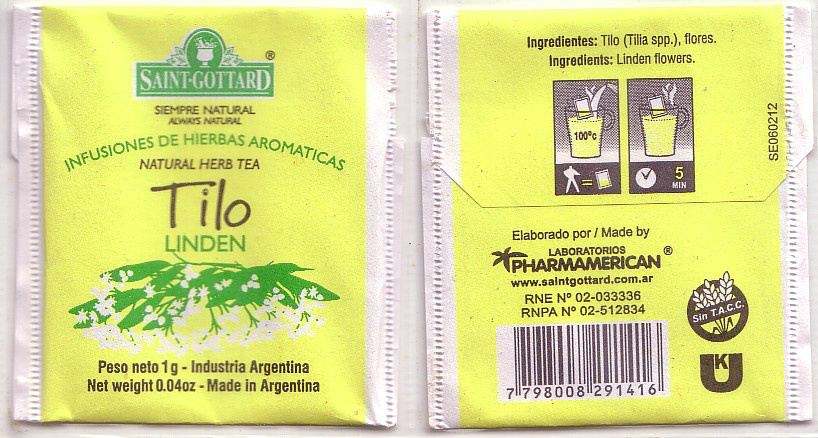 SAINT-GOTTARD®
SIEMPRE NATURAL
ALWAYS NATURAL
INFUSIONES DE HIERBAS AROMATICAS
NATURAL HERB TEA
Tilo
LINDEN
Peso neto 1g - Industria Argentina
Net weight 0.04oz - Made in Argentina
Ingredientes: Tilo (Tilia spp.), flores.
Ingredients: Linden flowers.
100°c
=
5
MIN
SE060212
Elaborado por / Made by
LABORATORIOS
PHARMAMERICAN®
www.saintgottard.com.ar
RNE Nº 02-033336
RNPA Nº 02-512834
Sin T.A.C.C.
UK
7 798008 291416